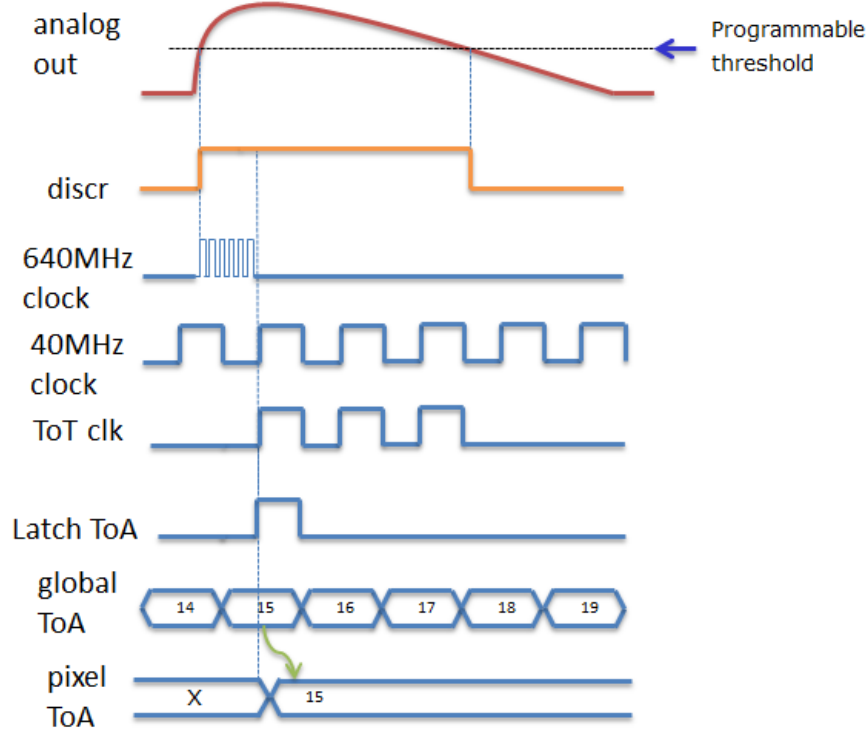 analog
out
Programmable
threshold
discr
640MHz
clock
40MHz
clock
ToT clk
Latch ToA
global
ToA
14 15 16 17 18 19
pixel
ToA
X 15